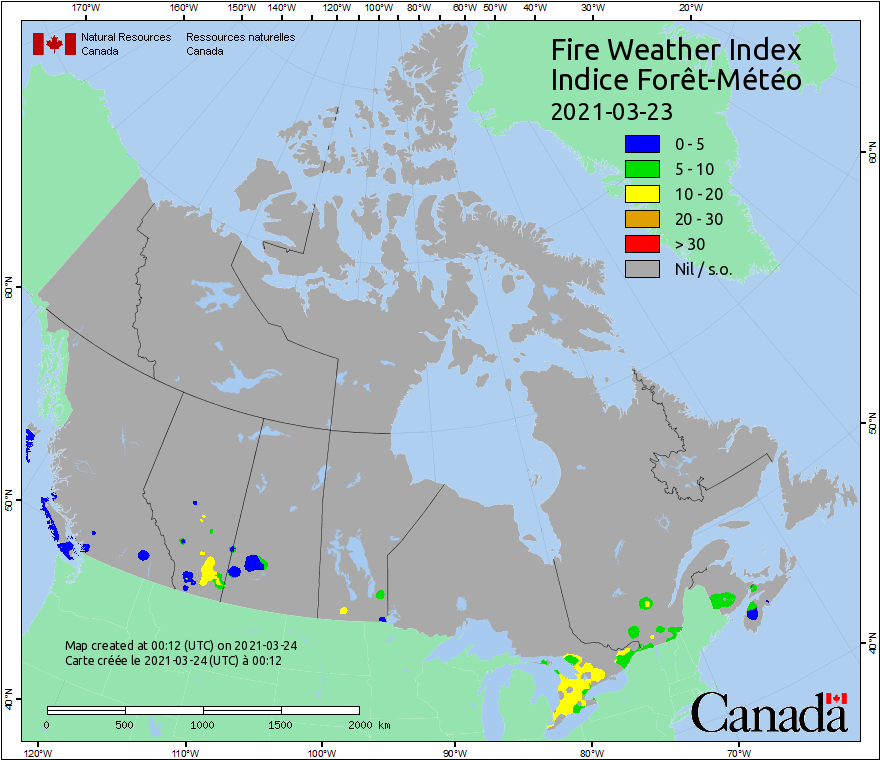 170°W 160°W 150°W 140°W 130°W 120°W 110°W 100°W 90°W 80°W 60°W 50°W 40°W 30°W 20°W
Natural Resources Ressources naturelles
Canada Canada
Fire Weather Index
Indice Forêt-Météo
2021-03-23
0 - 5
5 - 10
10 - 20
20 - 30
> 30
Nil / s.o.
60°N 60°N
50°N 50°N
40°N 40°N
Map created at 00:12 (UTC) on 2021-03-24
Carte créée le 2021-03-24 (UTC) à 00:12
0 500 1000 1500 2000 km
Canada
120°W 110°W 100°W 90°W 80°W 70°W